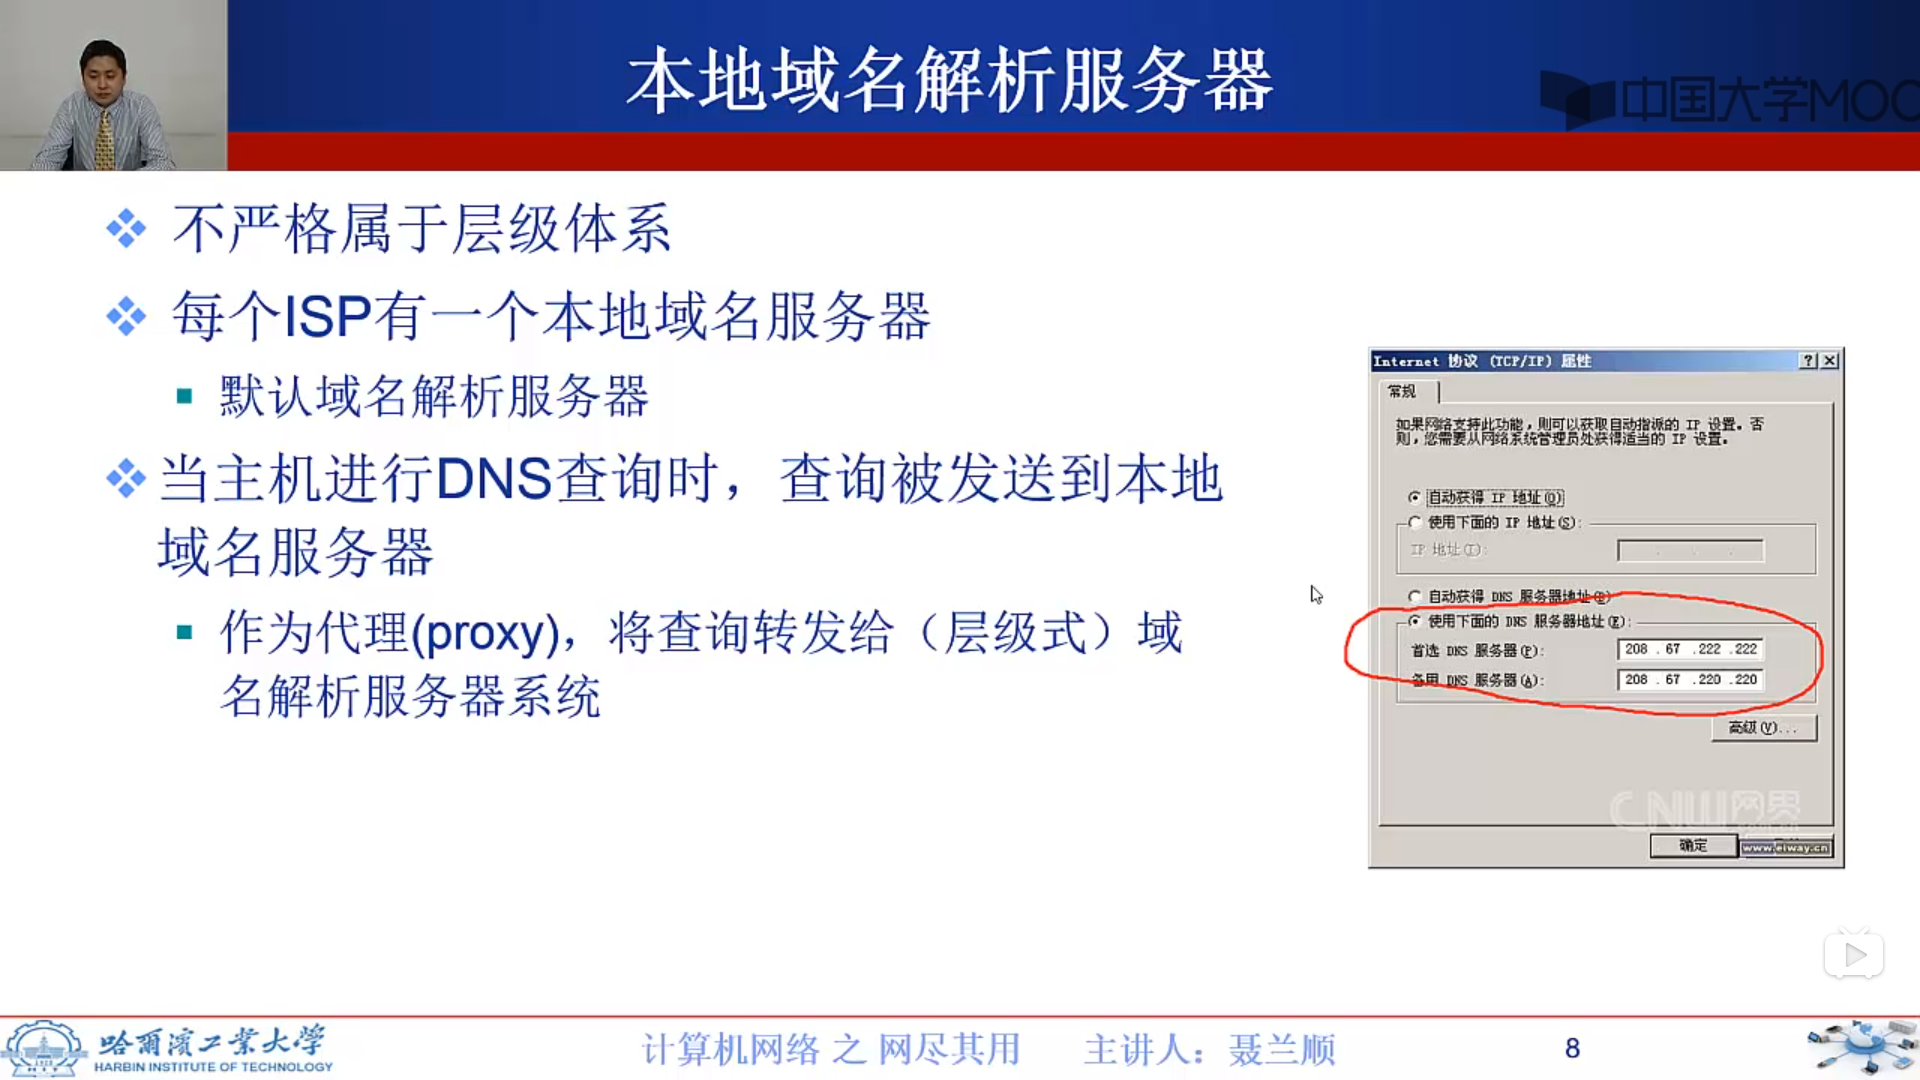 本地域名解析服务器
中国大学MOO
不严格属于层级体系
每个ISP有一个本地域名服务器
默认域名解析服务器
当主机进行DNS查询时，查询被发送到本地
域名服务器
作为代理(proxy)，将查询转发给（层级式）域
名解析服务器系统
Internet 协议 (TCP/IP) 属性
常规
如果网络支持此功能，则可以获取自动指派的 IP 设置。否
则，您需要从网络系统管理员处获得适当的 IP 设置。
自动获得 IP 地址(O)
使用下面的 IP 地址(S):
IP 地址(I):
自动获得 DNS 服务器地址(B)
使用下面的 DNS 服务器地址(E):
首选 DNS 服务器(P): 208 . 67 .222 .222
备用 DNS 服务器(A): 208 . 67 .220 .220
高级(V)...
CNW网界
确定
www.elway.cn
哈尔滨工业大学
HARBIN INSTITUTE OF TECHNOLOGY
计算机网络 之 网尽其用 主讲人：聂兰顺
8